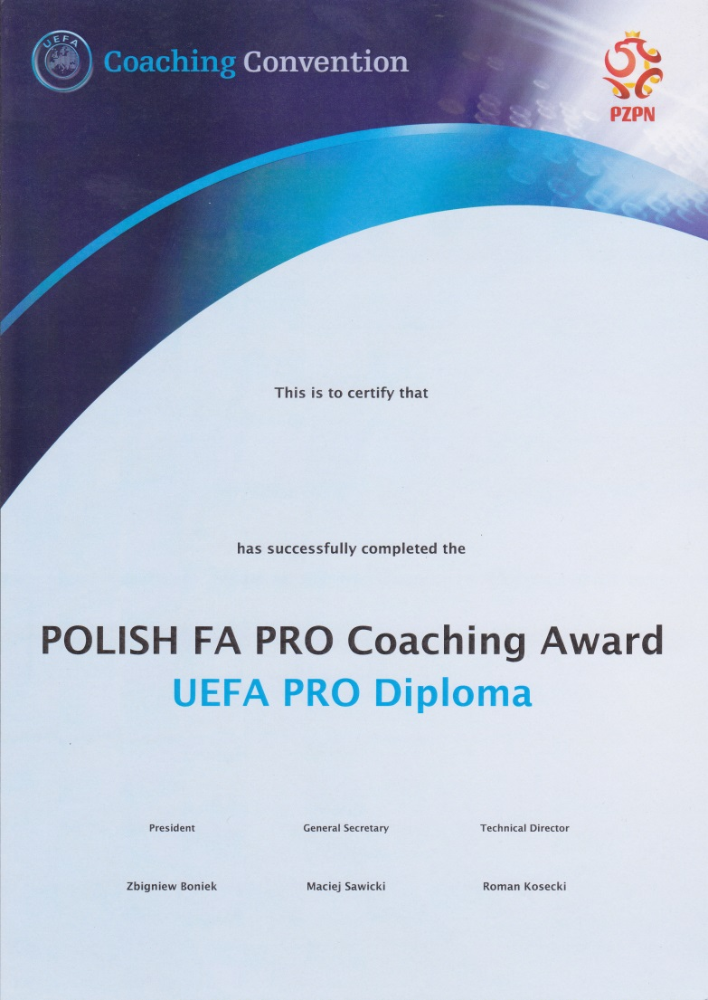 UEFA
Coaching Convention
PZPN
This is to certify that
has successfully completed the
POLISH FA PRO Coaching Award
UEFA PRO Diploma
President General Secretary Technical Director
Zbigniew Boniek Maciej Sawicki Roman Kosecki